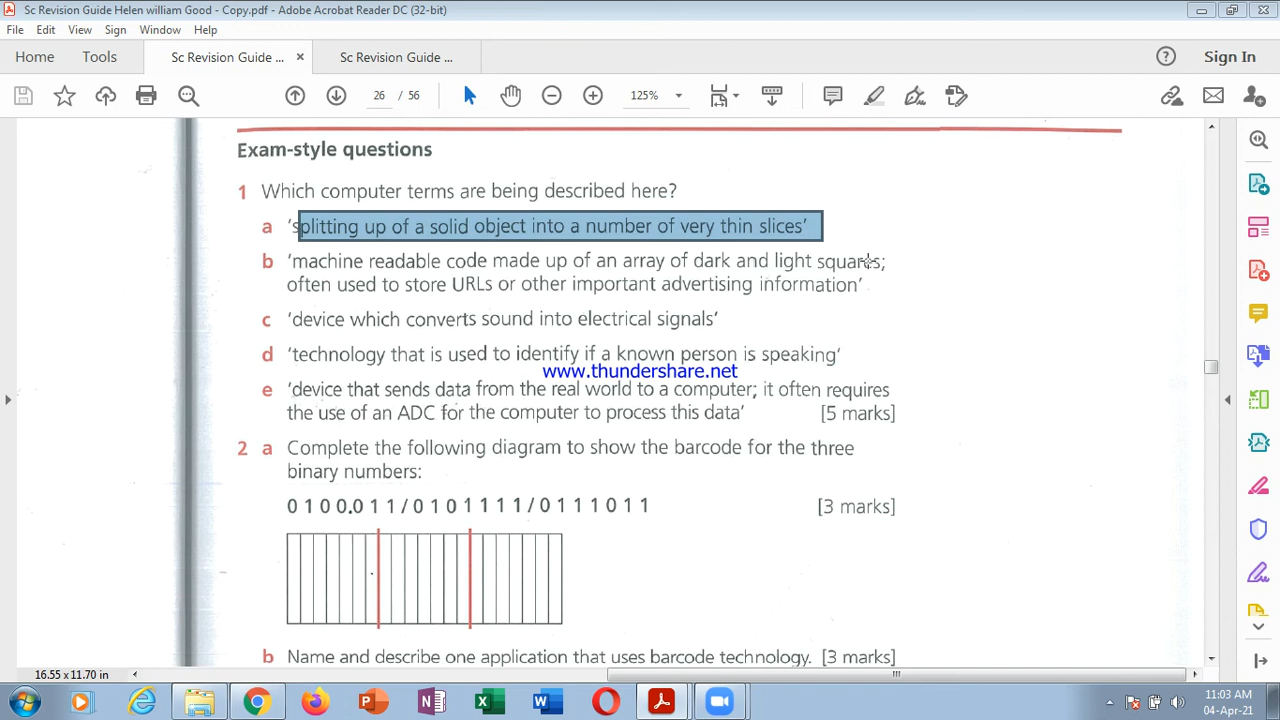 Sc Revision Guide Helen william Good - Copy.pdf - Adobe Acrobat Reader DC (32-bit)
File Edit View Sign Window Help
Home Tools Sc Revision Guide ... × Sc Revision Guide ... Sign In
26 / 56 125%
Exam-style questions
1 Which computer terms are being described here?
a 'splitting up of a solid object into a number of very thin slices'
b 'machine readable code made up of an array of dark and light squares;
often used to store URLs or other important advertising information'
c 'device which converts sound into electrical signals'
d 'technology that is used to identify if a known person is speaking'
www.thundershare.net
e 'device that sends data from the real world to a computer; it often requires
the use of an ADC for the computer to process this data' [5 marks]
2 a Complete the following diagram to show the barcode for the three
binary numbers:
0 1 0 0.0 1 1 / 0 1 0 1 1 1 1 / 0 1 1 1 0 1 1 [3 marks]
b Name and describe one application that uses barcode technology. [3 marks]
16.55 x 11.70 in
11:03 AM
04-Apr-21